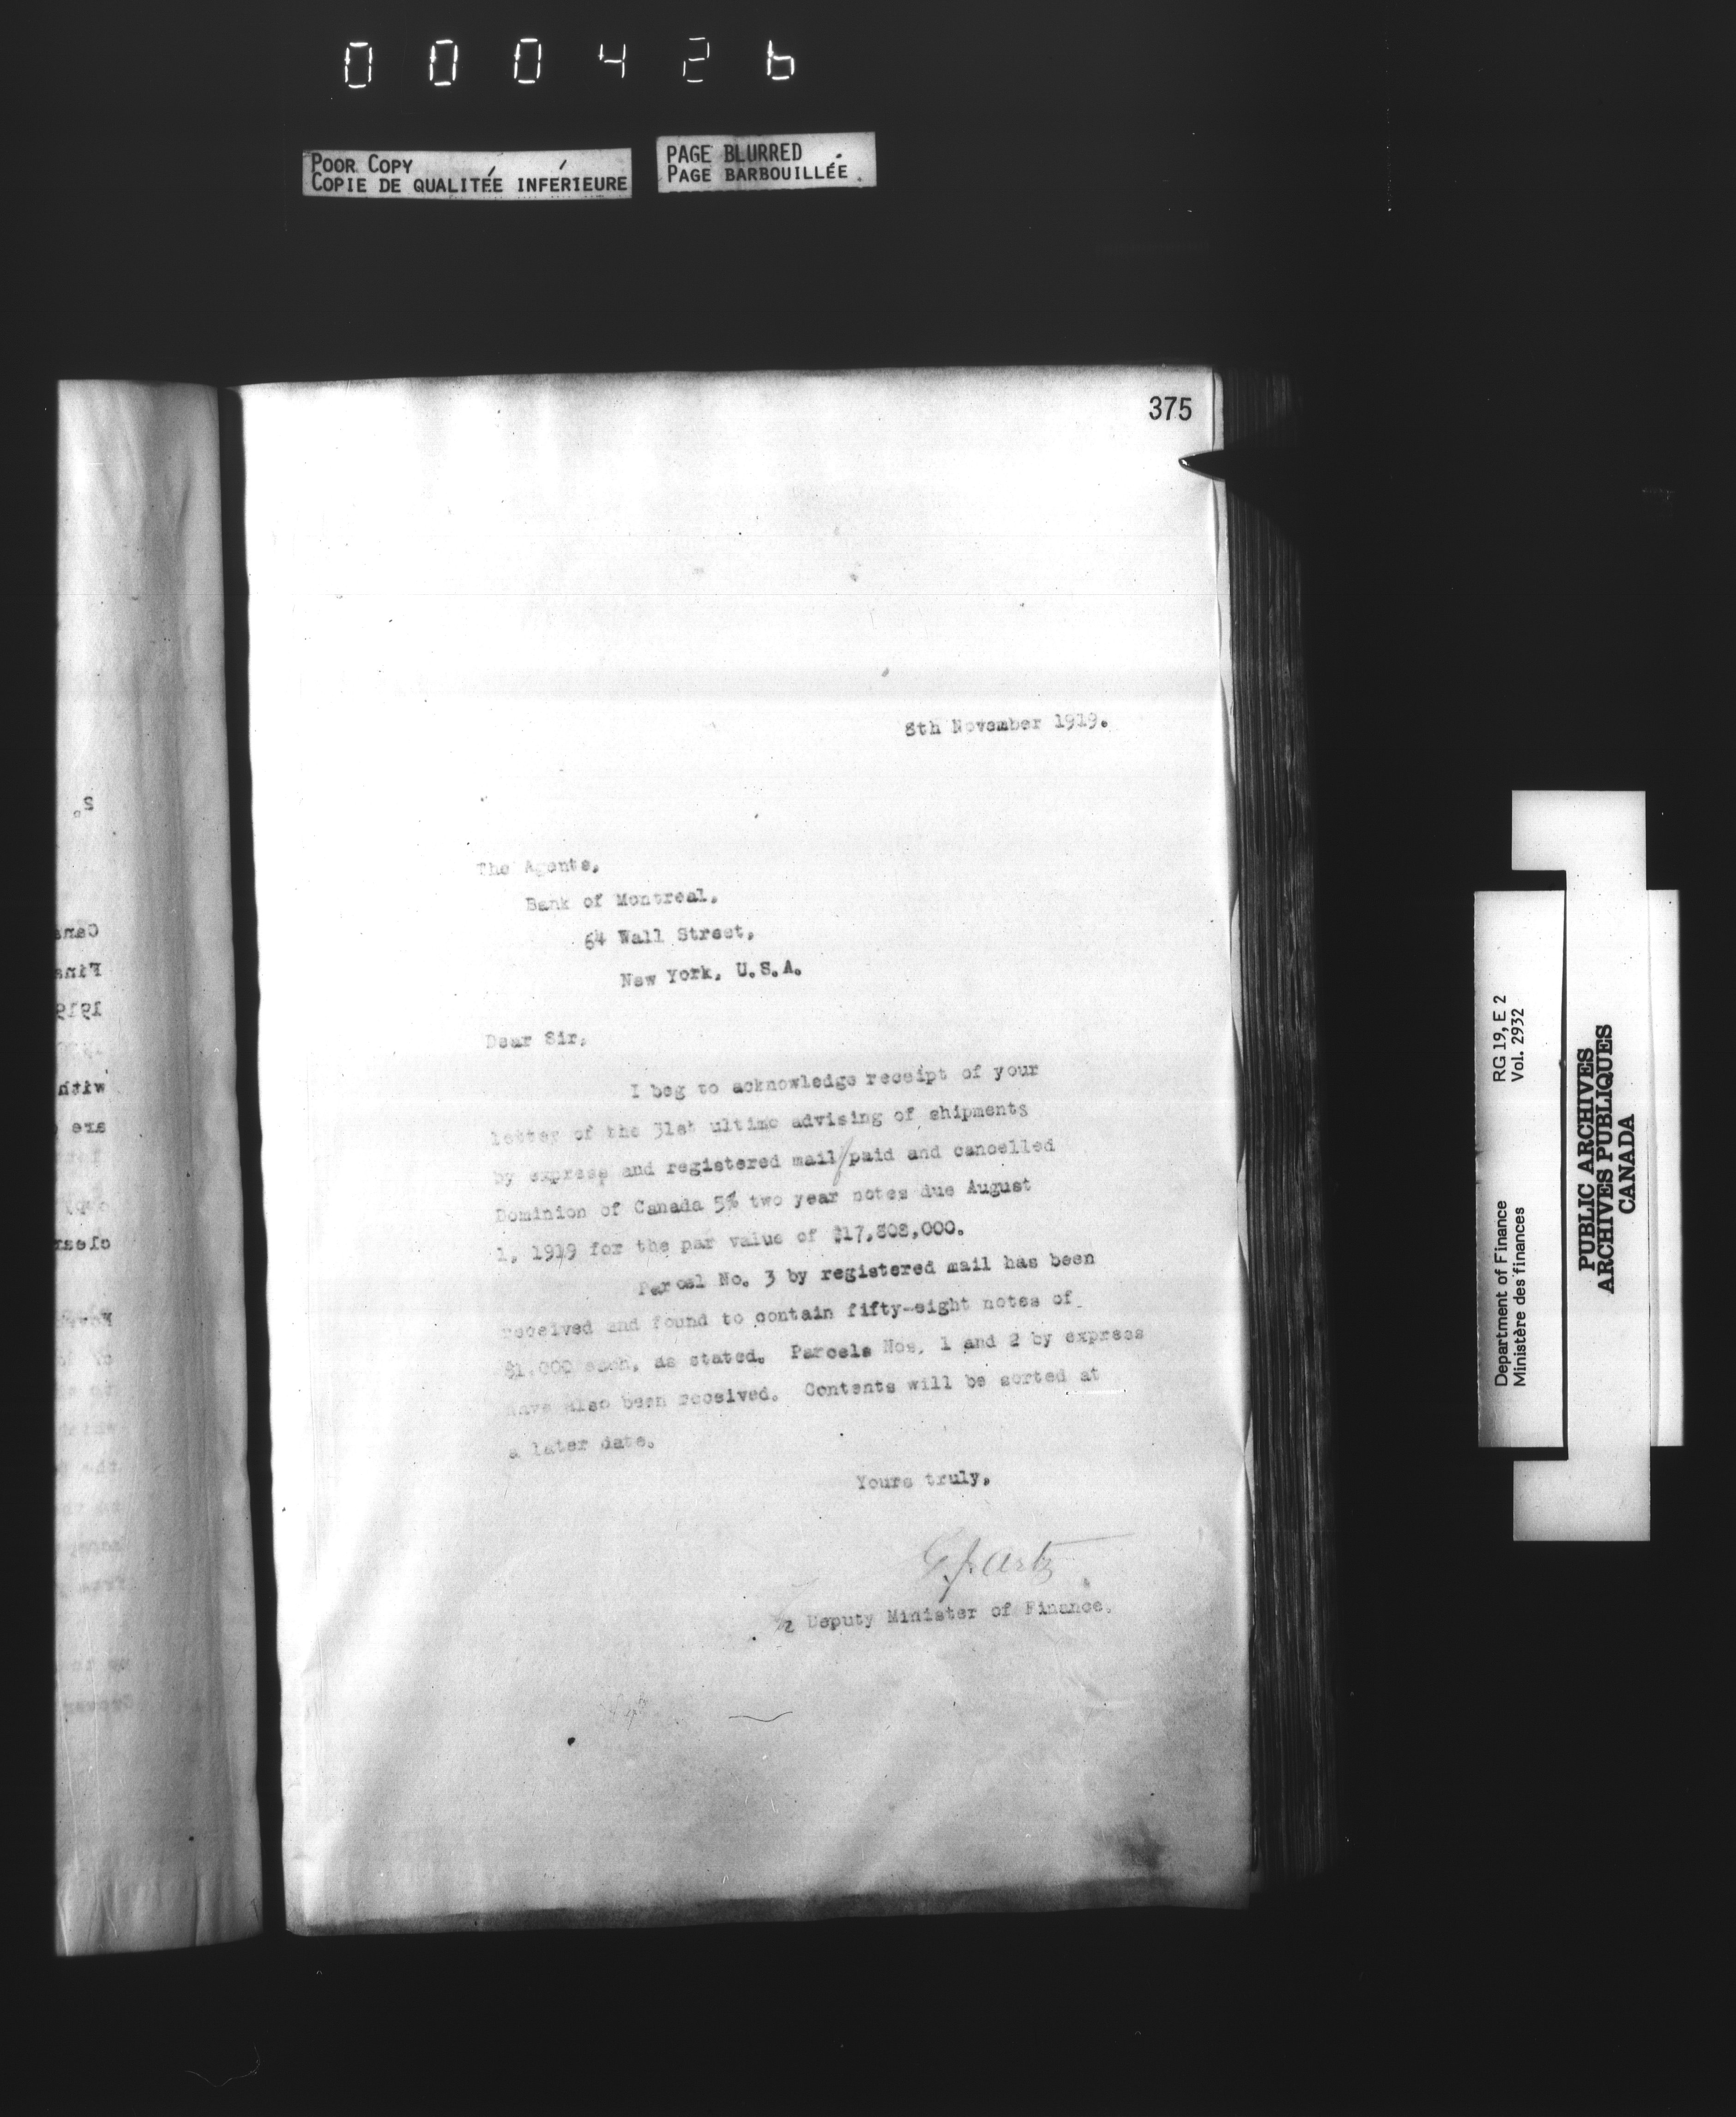 000426
POOR COPY
COPIE DE QUALITÉE INFÉRIEURE
PAGE BLURRED
PAGE BARBOUILLÉE
375
8th November 1919.
The Agents,
Bank of Montreal,
64 Wall Street,
New York, U.S.A.
Dear Sir,
I beg to acknowledge receipt of your
letter of the 31st ultimo advising of shipments
by express and registered mail/paid and cancelled
Dominion of Canada 5% two year notes due August
1, 1919 for the par value of $17,808,000.
Parcel No. 3 by registered mail has been
received and found to contain fifty-eight notes of
$1,000 each, as stated. Parcels Nos. 1 and 2 by express
have also been received. Contents will be sorted at
a later date.
Yours truly,
Deputy Minister of Finance.
Department of Finance RG 19, E 2
Ministère des finances Vol. 2932
PUBLIC ARCHIVES
ARCHIVES PUBLIQUES
CANADA